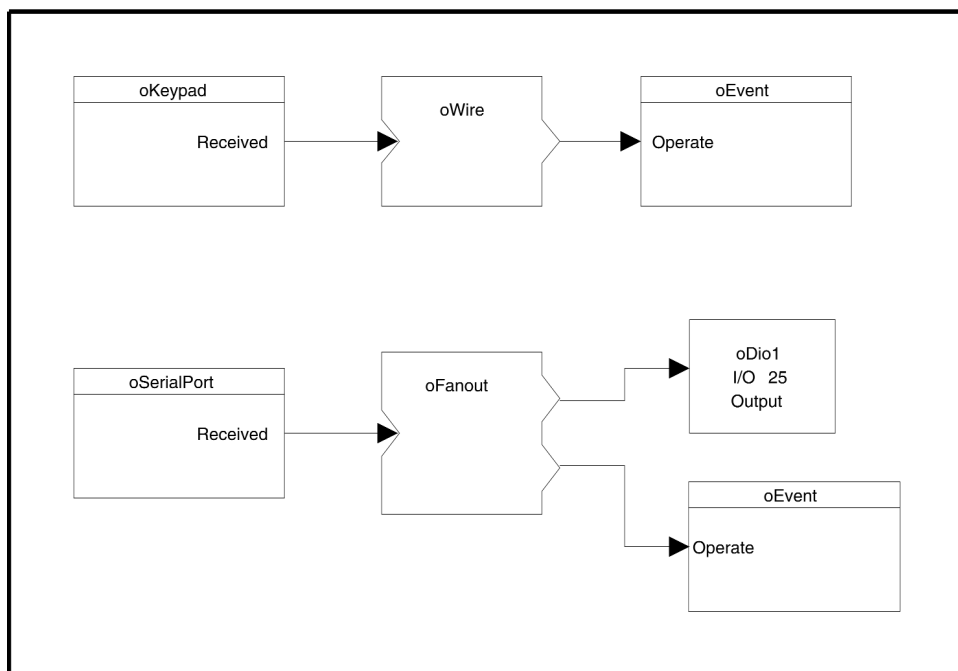 oKeypad
Received
oWire
oEvent
Operate
oSerialPort
Received
oFanout
oDio1
I/O 25
Output
oEvent
Operate